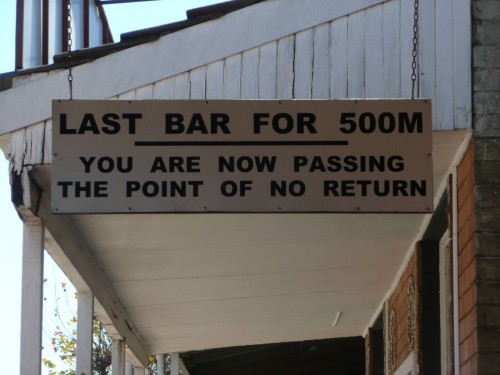 LAST BAR FOR 500M
YOU ARE NOW PASSING
THE POINT OF NO RETURN